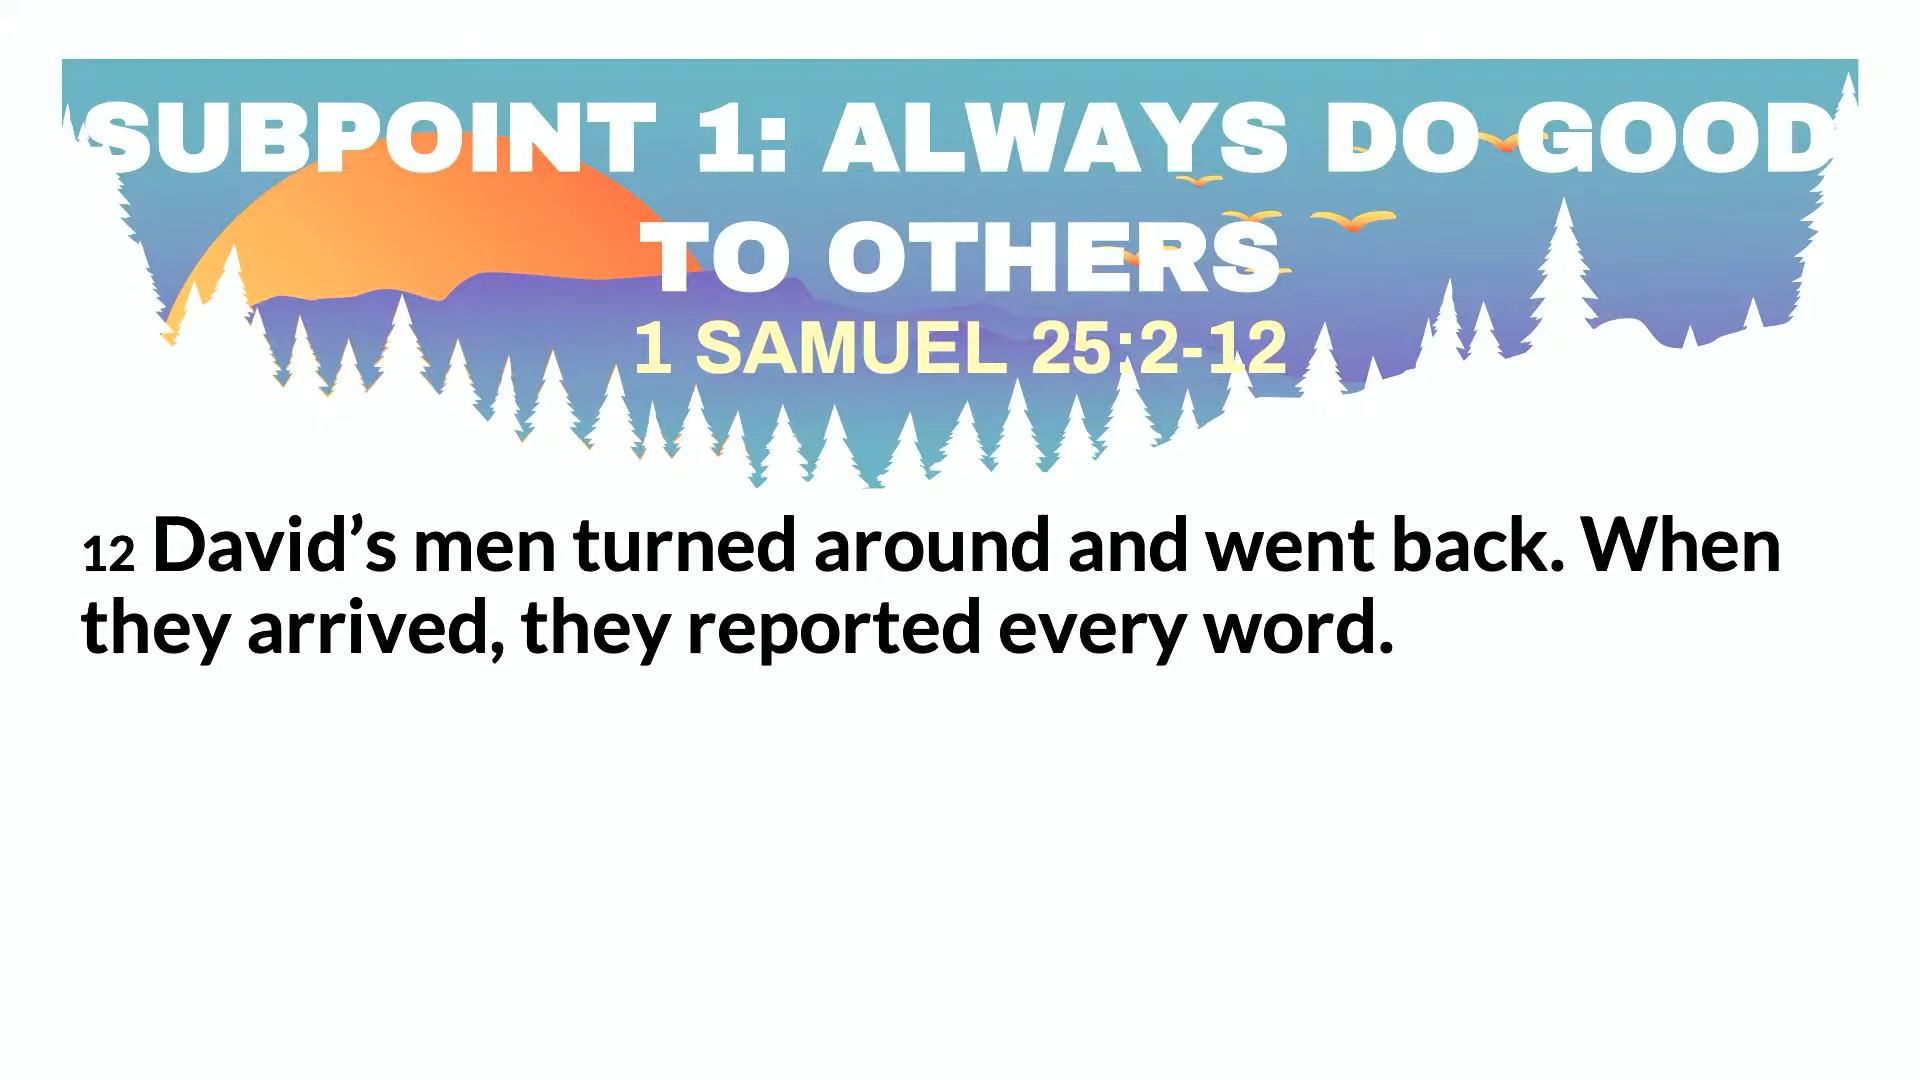 SUBPOINT 1: ALWAYS DO GOOD
TO OTHERS
1 SAMUEL 25:2-12
12 David’s men turned around and went back. When
they arrived, they reported every word.